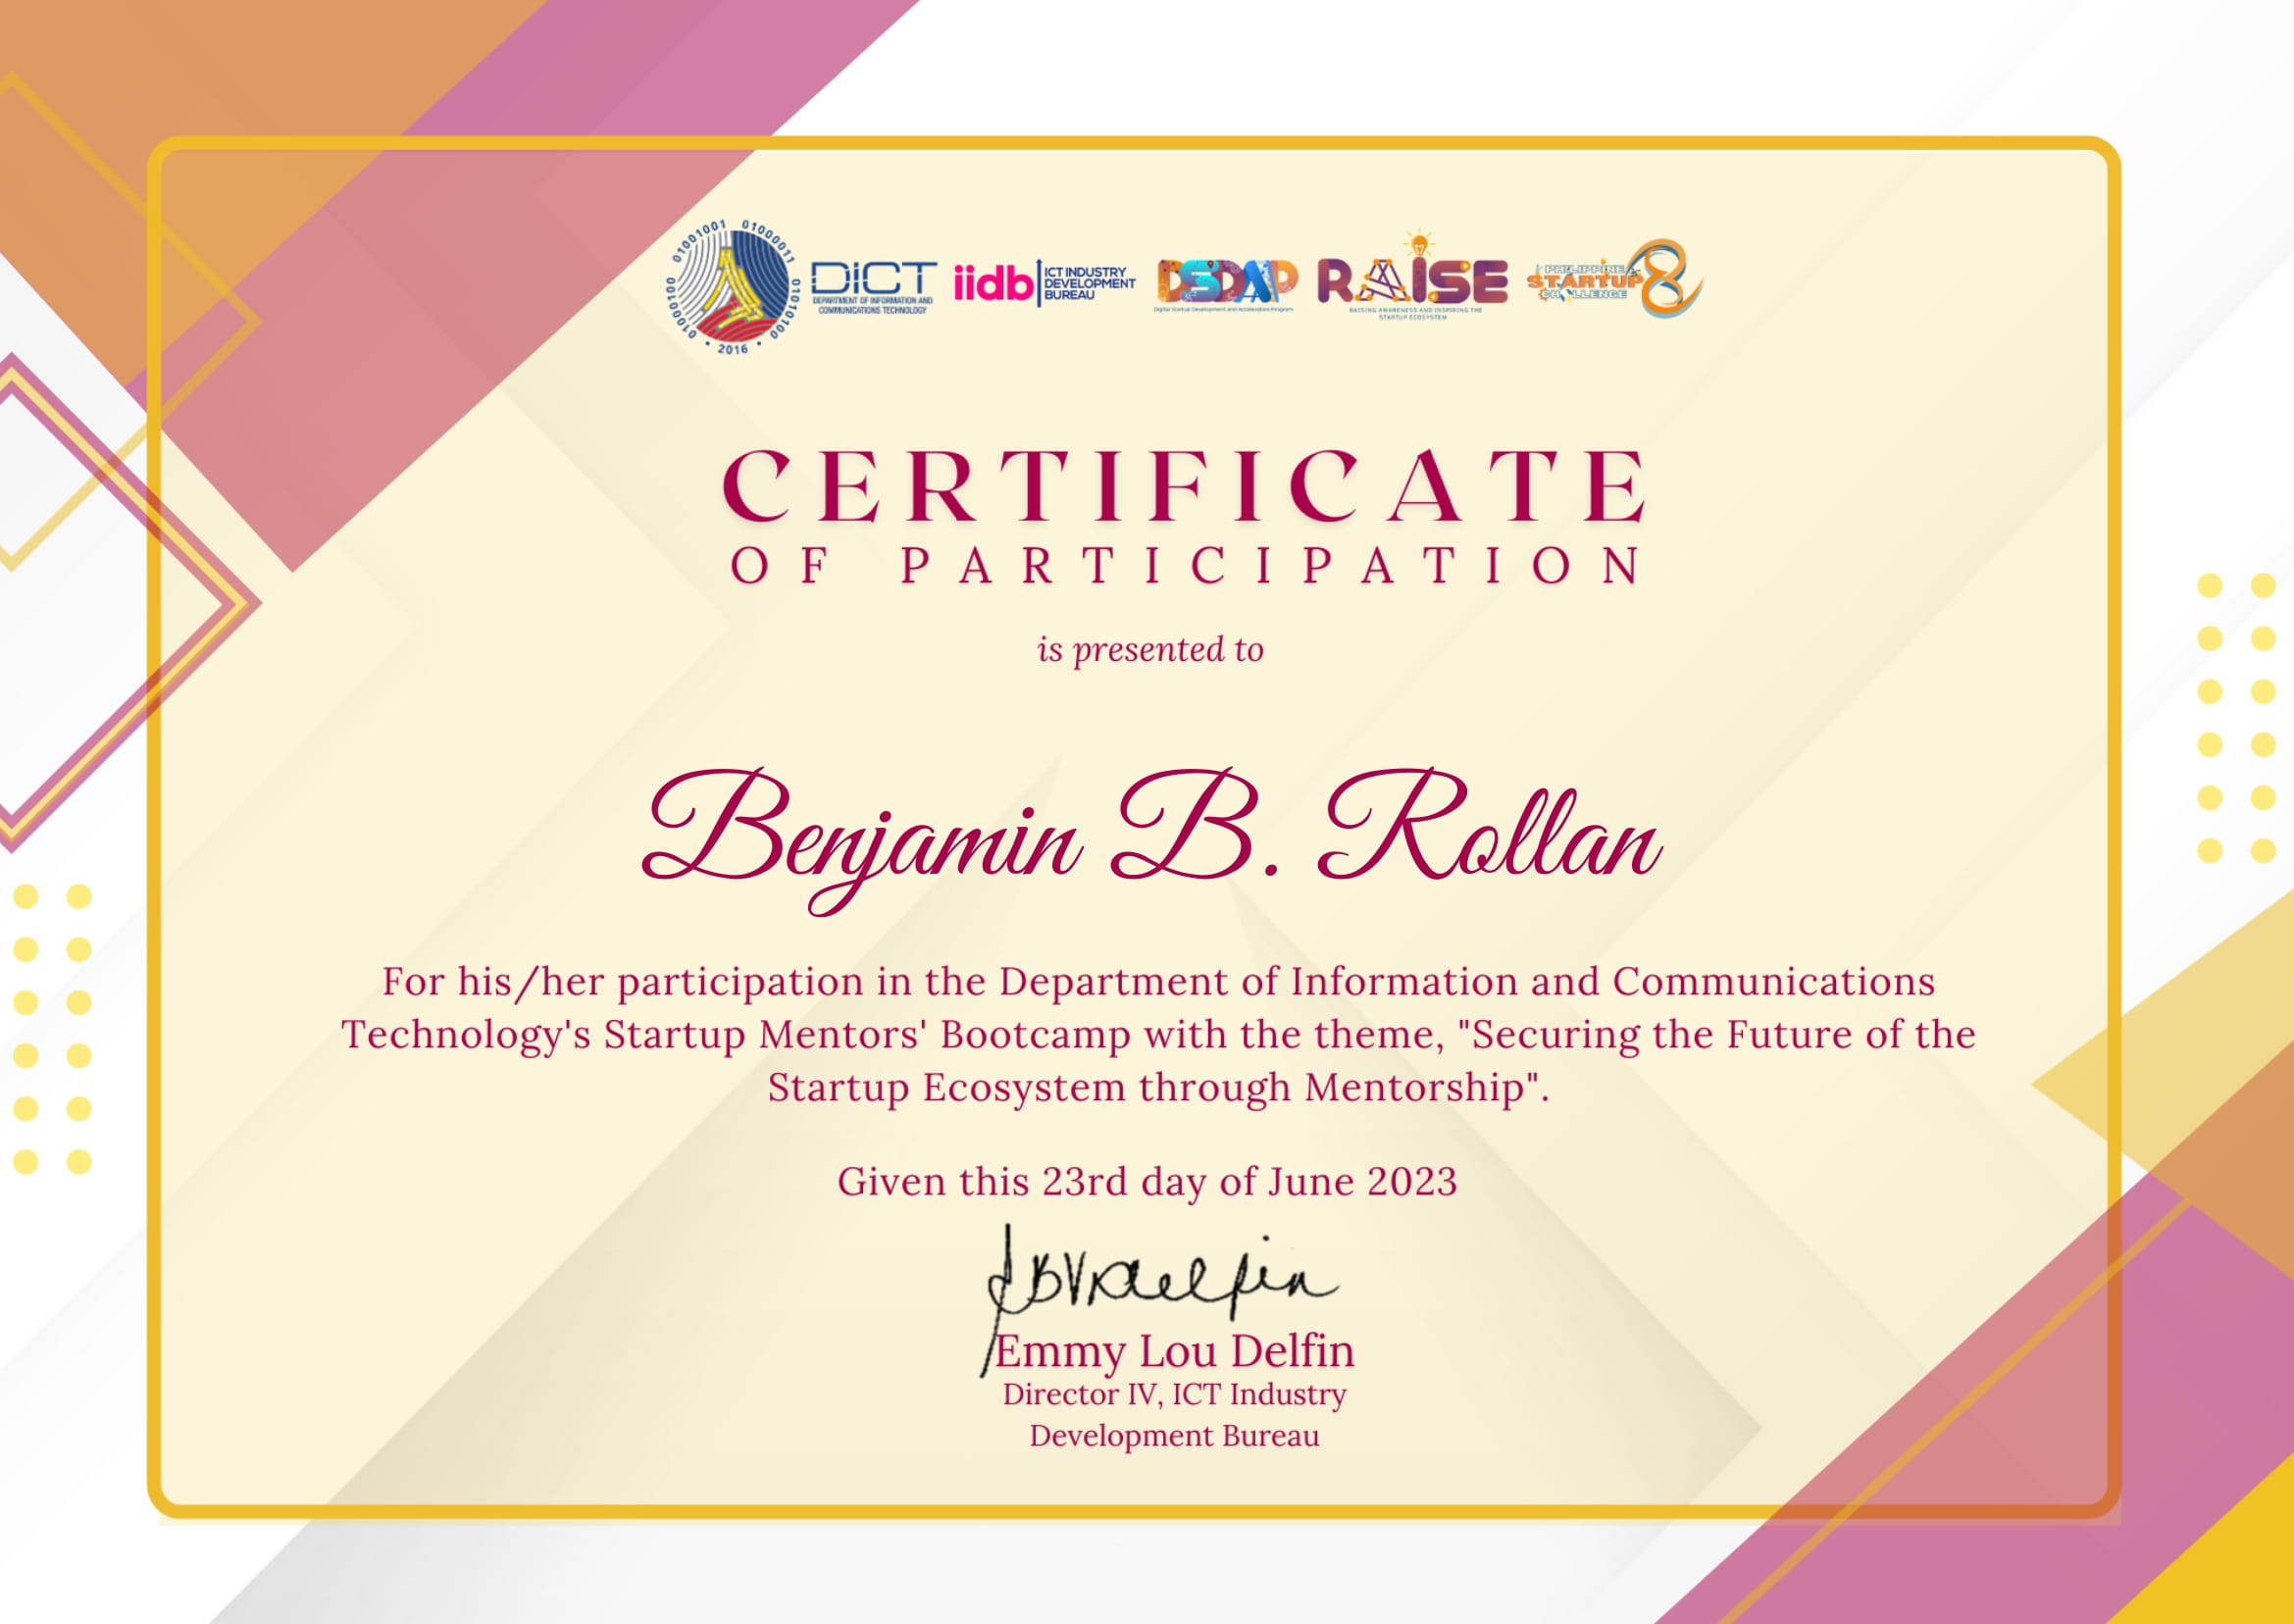 01000100 01001001 01000011 01010100
• 2016 •
DICT
DEPARTMENT OF INFORMATION AND
COMMUNICATIONS TECHNOLOGY
iidb
ICT INDUSTRY
DEVELOPMENT
BUREAU
DSDAP
Digital Startup Development and Acceleration Program
RAISE
RAISING AWARENESS AND INSPIRING THE
STARTUP ECOSYSTEM
PHILIPPINE
STARTUP
CHALLENGE
8
CERTIFICATE
OF PARTICIPATION
is presented to
Benjamin B. Rollan
For his/her participation in the Department of Information and Communications
Technology's Startup Mentors' Bootcamp with the theme, "Securing the Future of the
Startup Ecosystem through Mentorship".
Given this 23rd day of June 2023
Emmy Lou Delfin
Director IV, ICT Industry
Development Bureau